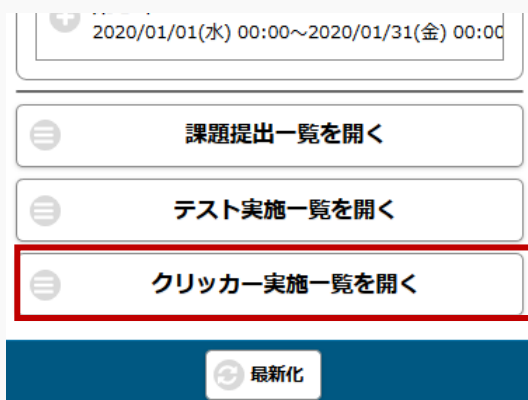 2020/01/01(水) 00:00～2020/01/31(金) 00:00
課題提出一覧を開く
テスト実施一覧を開く
クリッカー実施一覧を開く
最新化